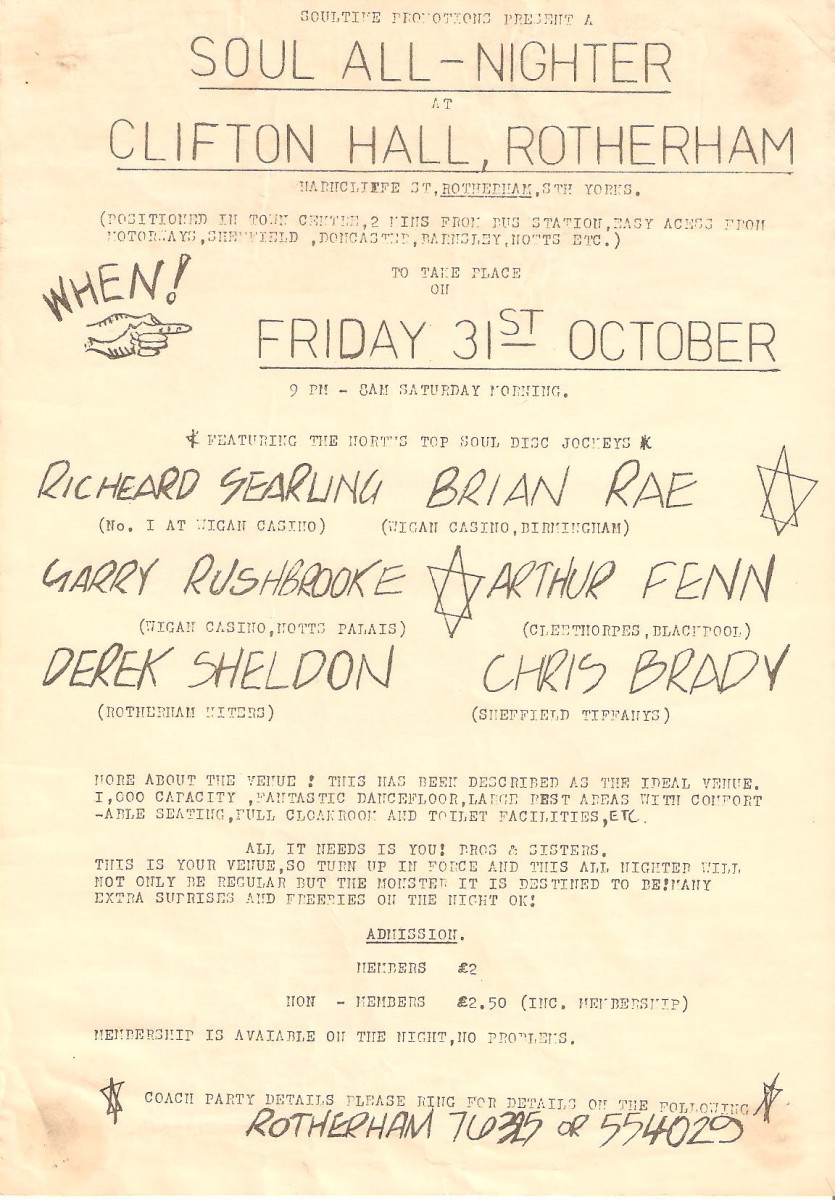 SOULTIME PROMOTIONS PRESENT A
SOUL ALL-NIGHTER
AT
CLIFTON HALL, ROTHERHAM
HARNCLIFFE ST,ROTHERHAM,STH YORKS.
(POSITIONED IN TOWN CENTRE,2 MINS FROM BUS STATION,EASY ACESS FROM
MOTORWAYS,SHEFFIELD ,DONCASTER,BARNSLEY,NOTTS ETC.)
WHEN!
TO TAKE PLACE
ON
FRIDAY 31ST OCTOBER
9 PM - 8AM SATURDAY MORNING.
* FEATURING THE NORTHS TOP SOUL DISC JOCKEYS *
RICHEARD SEARLING BRIAN RAE
(No. I AT WIGAN CASINO) (WIGAN CASINO,BIRMINGHAM)
GARRY RUSHBROOKE ARTHUR FENN
(WIGAN CASINO,NOTTS PALAIS) (CLEETHORPES,BLACKPOOL)
DEREK SHELDON CHRIS BRADY
(ROTHERHAM NITERS) (SHEFFIELD TIFFANYS)
MORE ABOUT THE VENUE ! THIS HAS BEEN DESCRIBED AS THE IDEAL VENUE.
I,000 CAPACITY ,FANTASTIC DANCEFLOOR,LARGE REST AREAS WITH COMFORT
-ABLE SEATING,FULL CLOAKROOM AND TOILET FACILITIES,ETC.
ALL IT NEEDS IS YOU! BROS & SISTERS.
THIS IS YOUR VENUE,SO TURN UP IN FORCE AND THIS ALL NIGHTER WILL
NOT ONLY BE REGULAR BUT THE MONSTER IT IS DESTINED TO BE!MANY
EXTRA SUPRISES AND FREEBIES ON THE NIGHT OK!
ADMISSION.
MEMBERS £2
NON - MEMBERS £2.50 (INC. MEMBERSHIP)
MEMBERSHIP IS AVAIABLE ON THE NIGHT,NO PROBLEMS.
COACH PARTY DETAILS PLEASE RING FOR DETAILS ON THE FOLLOWING
ROTHERHAM OR 554029